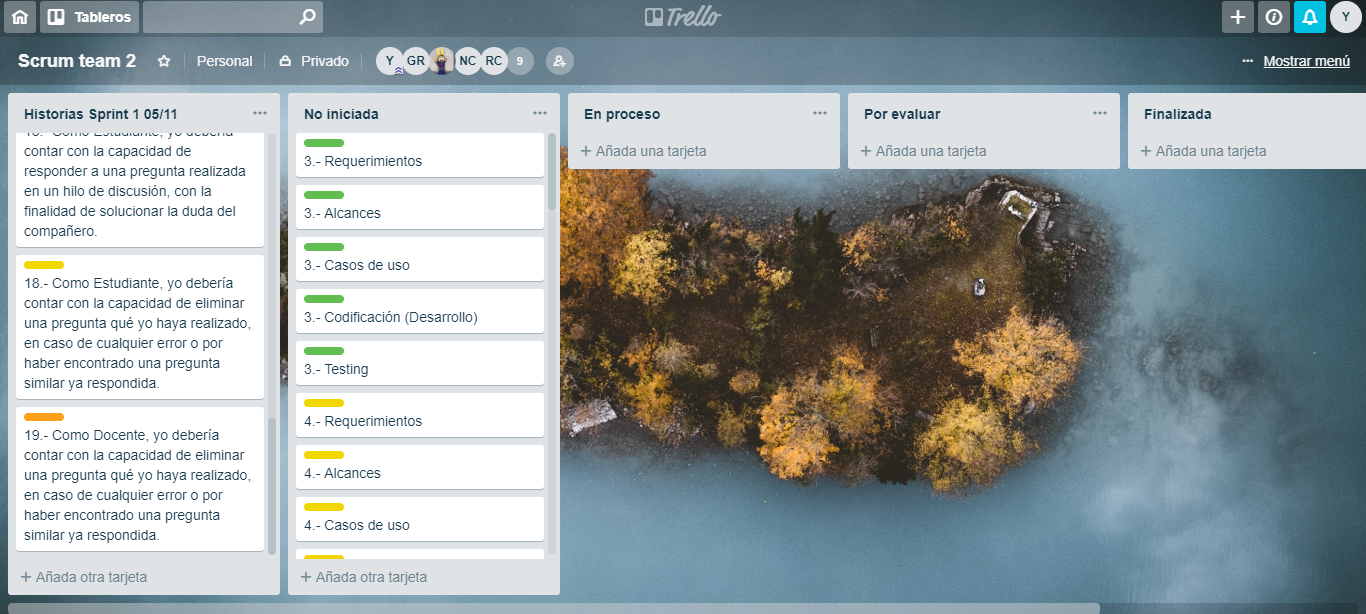 Tableros
Trello
Y
Scrum team 2
Personal
Privado
Y
GR
NC
RC
9
Mostrar menú
Historias Sprint 1 05/11
Como Estudiante, yo debería
contar con la capacidad de
responder a una pregunta realizada
en un hilo de discusión, con la
finalidad de solucionar la duda del
compañero.
18.- Como Estudiante, yo debería
contar con la capacidad de eliminar
una pregunta qué yo haya realizado,
en caso de cualquier error o por
haber encontrado una pregunta
similar ya respondida.
19.- Como Docente, yo debería
contar con la capacidad de eliminar
una pregunta qué yo haya realizado,
en caso de cualquier error o por
haber encontrado una pregunta
similar ya respondida.
+ Añada otra tarjeta
No iniciada
3.- Requerimientos
3.- Alcances
3.- Casos de uso
3.- Codificación (Desarrollo)
3.- Testing
4.- Requerimientos
4.- Alcances
4.- Casos de uso
+ Añada otra tarjeta
En proceso
+ Añada una tarjeta
Por evaluar
+ Añada una tarjeta
Finalizada
+ Añada una tarjeta